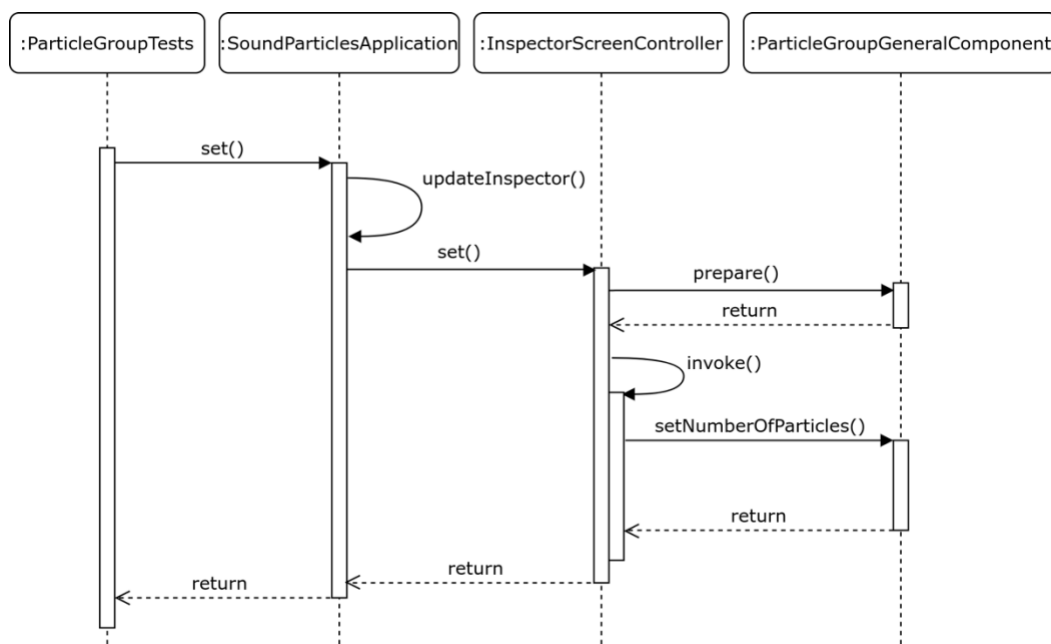 :ParticleGroupTests
:SoundParticlesApplication
:InspectorScreenController
:ParticleGroupGeneralComponent
set()
updateInspector()
set()
prepare()
return
invoke()
setNumberOfParticles()
return
return
return